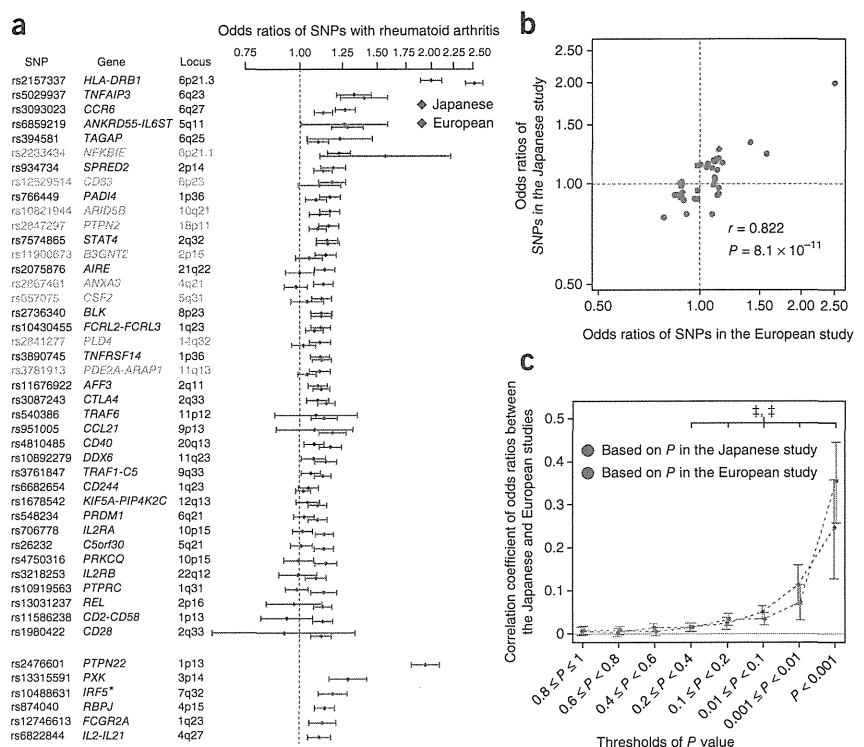 a
Odds ratios of SNPs with rheumatoid arthritis
0.75 1.00 1.25 1.50 1.75 2.00 2.50
SNP Gene Locus
rs2157337 HLA-DRB1 6p21.3
rs5029937 TNFAIP3 6q23
rs3093023 CCR6 6q27
rs6859219 ANKRD55-IL6ST 5q11
rs394581 TAGAP 6q25
rs2233434 NFKBIE 6p21.1
rs934734 SPRED2 2p14
rs12529514 CD83 6p23
rs766449 PADI4 1p36
rs10821944 ARID5B 10q21
rs2847297 PTPN2 18p11
rs7574865 STAT4 2q32
rs11900673 B3GNT2 2p15
rs2075876 AIRE 21q22
rs2867461 ANXA3 4q21
rs657075 CSF2 5q31
rs2736340 BLK 8p23
rs10430455 FCRL2-FCRL3 1q23
rs2841277 PLD4 14q32
rs3890745 TNFRSF14 1p36
rs3781913 PDE2A-ARAP1 11q13
rs11676922 AFF3 2q11
rs3087243 CTLA4 2q33
rs540386 TRAF6 11p12
rs951005 CCL21 9p13
rs4810485 CD40 20q13
rs10892279 DDX6 11q23
rs3761847 TRAF1-C5 9q33
rs6682654 CD244 1q23
rs1678542 KIF5A-PIP4K2C 12q13
rs548234 PRDM1 6q21
rs706778 IL2RA 10p15
rs26232 C5orf30 5q21
rs4750316 PRKCQ 10p15
rs3218253 IL2RB 22q12
rs10919563 PTPRC 1q31
rs13031237 REL 2p16
rs11586238 CD2-CD58 1p13
rs1980422 CD28 2q33
rs2476601 PTPN22 1p13
rs13315591 PXK 3p14
rs10488631 IRF5* 7q32
rs874040 RBPJ 4p15
rs12746613 FCGR2A 1q23
rs6822844 IL2-IL21 4q27
Japanese
European
b
Odds ratios of
SNPs in the Japanese study
2.50
2.00
1.50
1.00
0.50
r = 0.822
P = 8.1 × 10−11
0.50 1.00 1.50 2.00 2.50
Odds ratios of SNPs in the European study
c
Correlation coefficient of odds ratios between
the Japanese and European studies
0.5
0.4
0.3
0.2
0.1
0
‡, ‡
Based on P in the Japanese study
Based on P in the European study
0.8 ≤ P ≤ 1
0.6 ≤ P < 0.8
0.4 ≤ P < 0.6
0.2 ≤ P < 0.4
0.1 ≤ P < 0.2
0.01 ≤ P < 0.1
0.001 ≤ P < 0.01
P < 0.001
Thresholds of P value